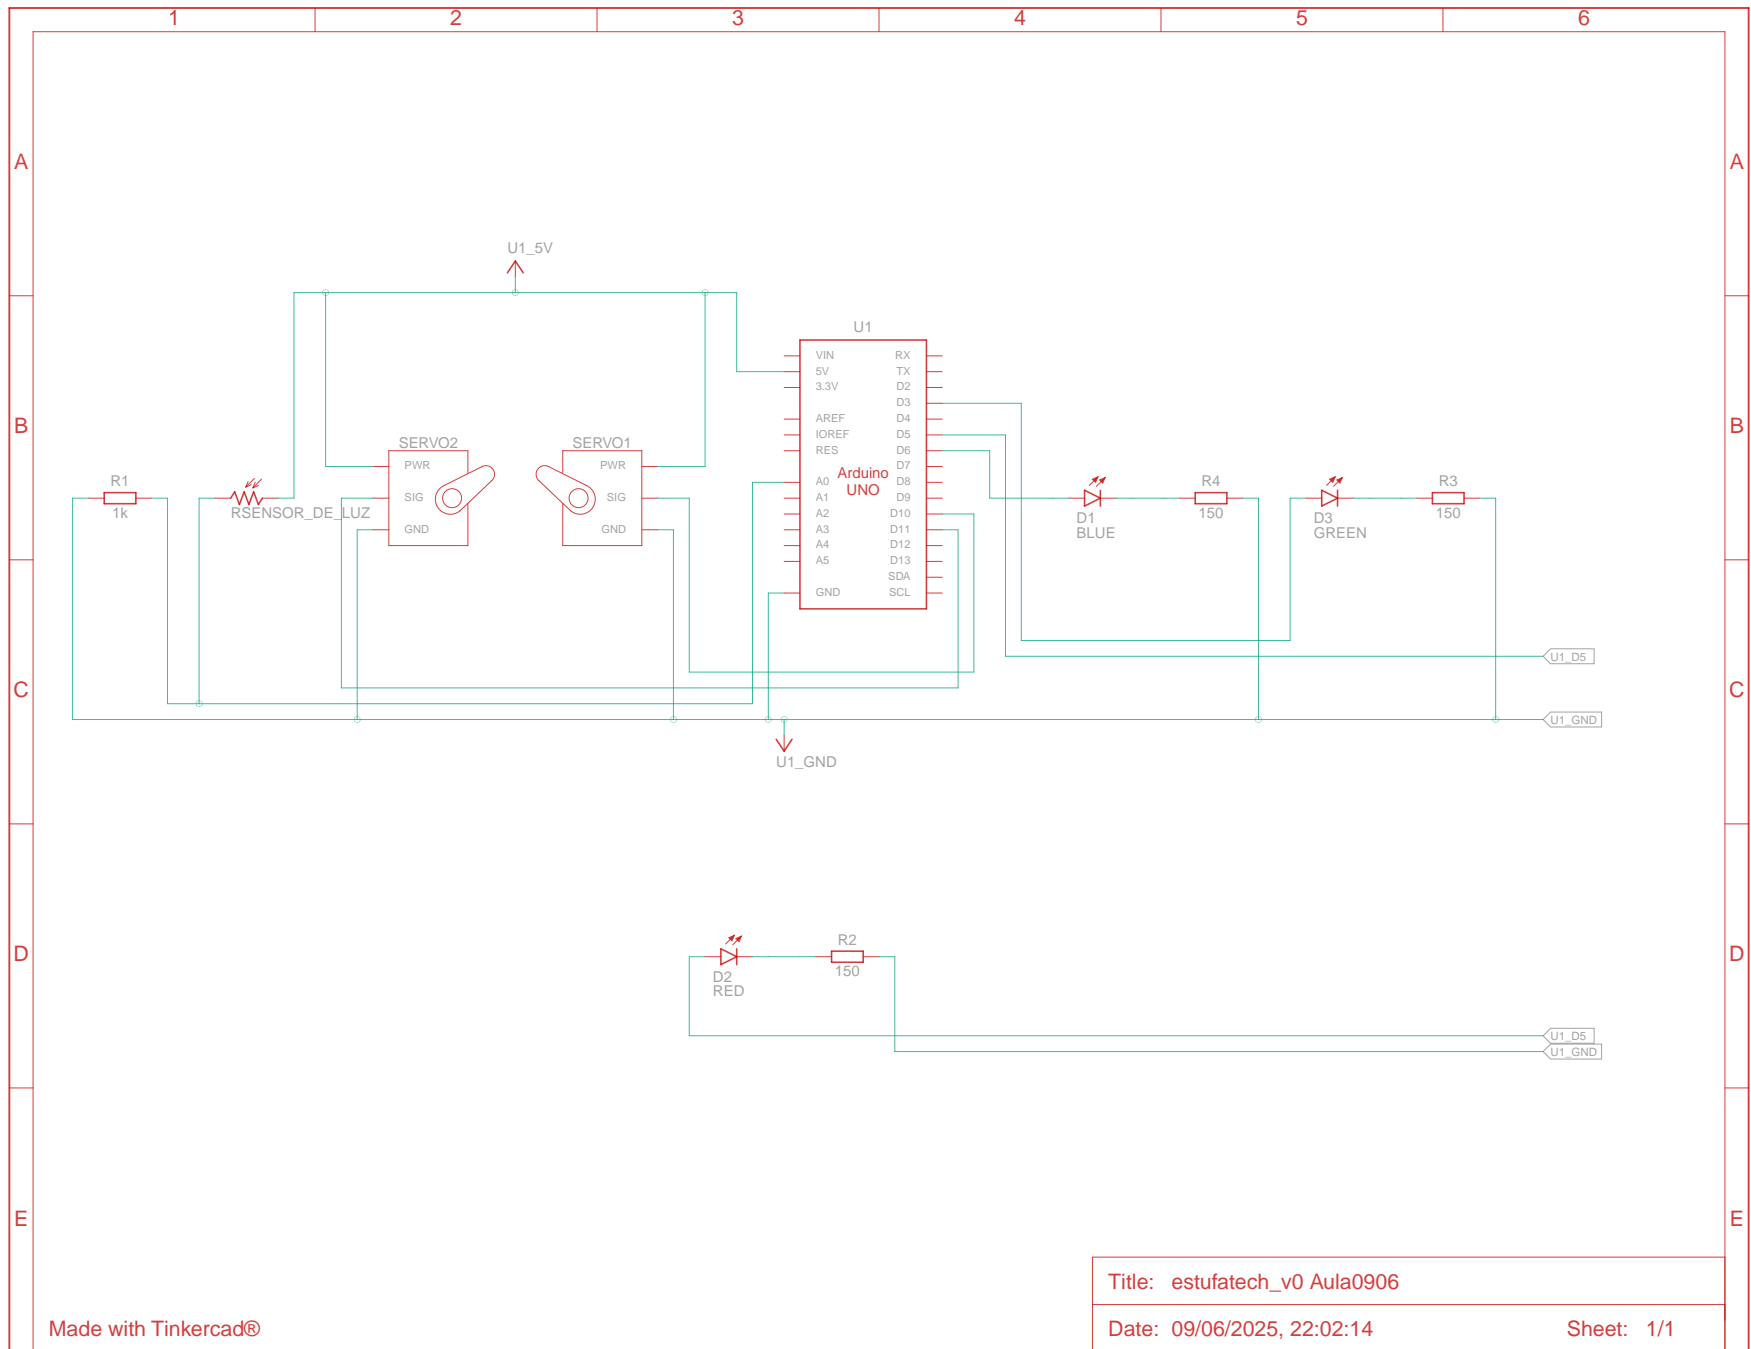 1 2 3 4 5 6
A A
U1_5V
U1
VIN RX
5V TX
3.3V D2
D3
AREF D4
IOREF D5
RES D6
D7
A0 D8
A1 D9
A2 D10
A3 D11
A4 D12
A5 D13
SDA
GND SCL
Arduino
UNO
B B
SERVO2
PWR
SIG
GND
SERVO1
PWR
SIG
GND
R1
1k
RSENSOR_DE_LUZ
D1
BLUE
R4
150
D3
GREEN
R3
150
U1_D5
C C
U1_GND
U1_GND
R2
150
D2
RED
D D
U1_D5
U1_GND
E E
Title: estufatech_v0 Aula0906
Made with Tinkercad®
Date: 09/06/2025, 22:02:14 Sheet: 1/1